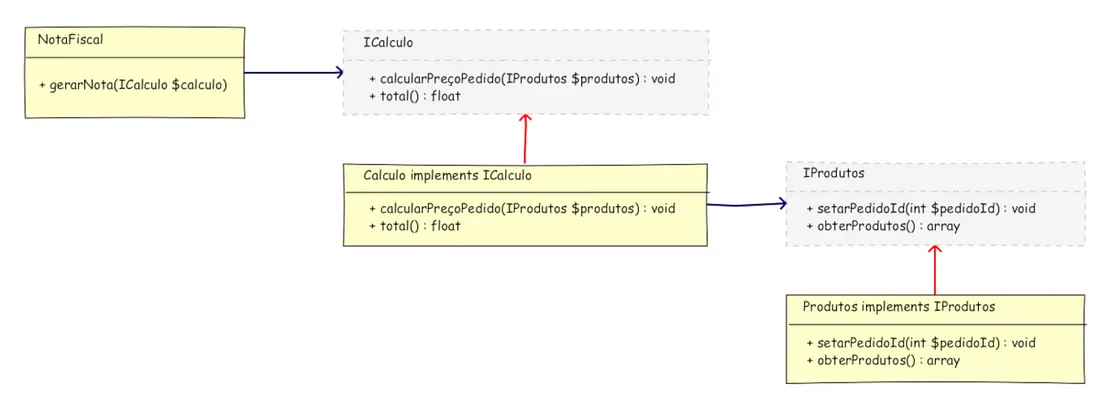 NotaFiscal
+ gerarNota(ICalculo $calculo)
ICalculo
+ calcularPreçoPedido(IProdutos $produtos) : void
+ total() : float
Calculo implements ICalculo
+ calcularPreçoPedido(IProdutos $produtos) : void
+ total() : float
IProdutos
+ setarPedidoId(int $pedidoId) : void
+ obterProdutos() : array
Produtos implements IProdutos
+ setarPedidoId(int $pedidoId) : void
+ obterProdutos() : array